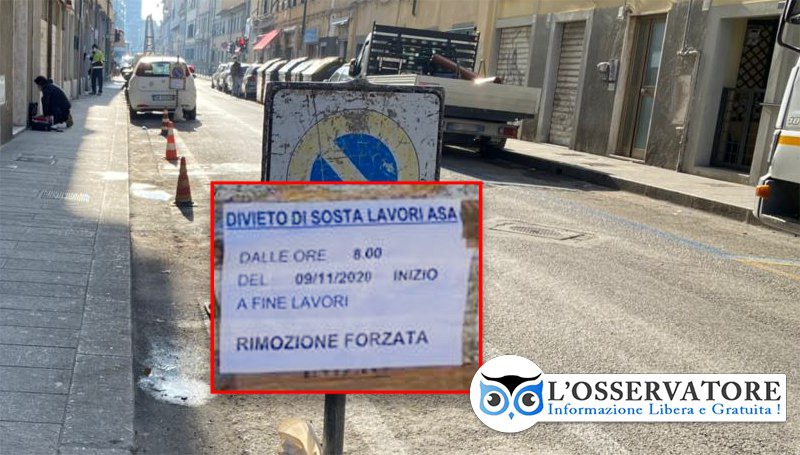 DIVIETO DI SOSTA LAVORI ASA
DALLE ORE 8.00
DEL 09/11/2020 INIZIO
A FINE LAVORI
RIMOZIONE FORZATA
L'OSSERVATORE
Informazione Libera e Gratuita !